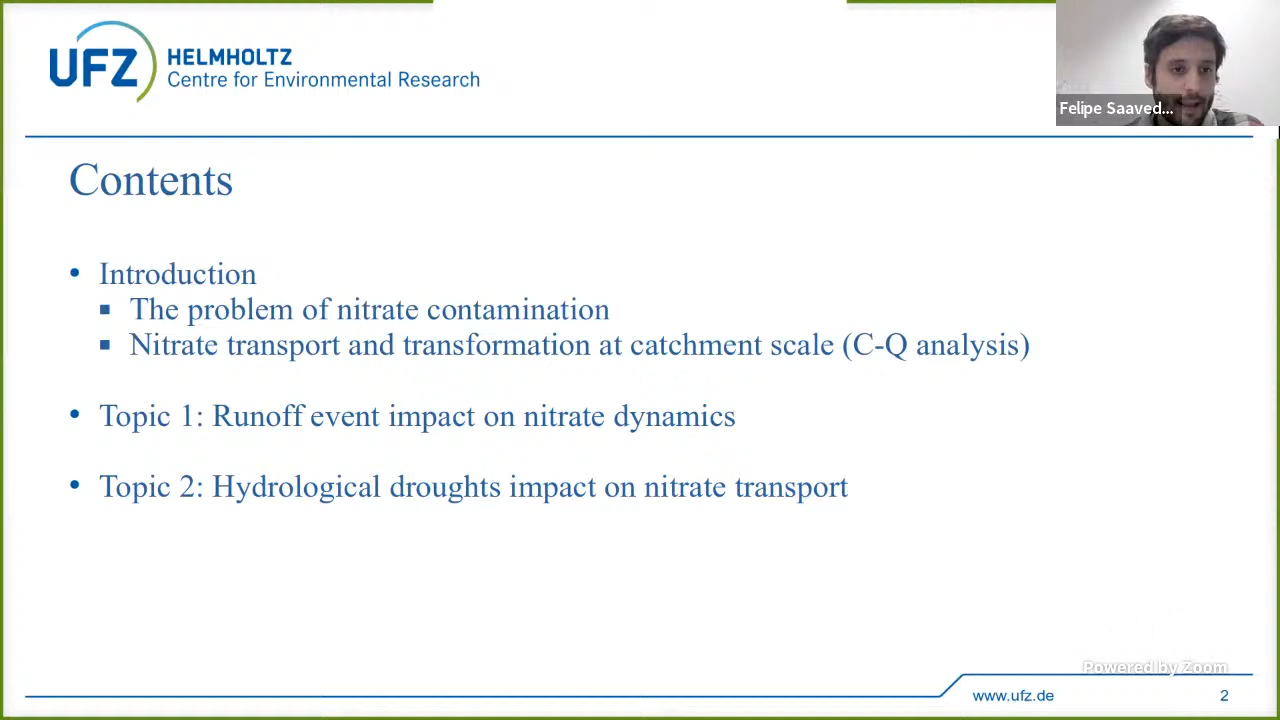 UFZ HELMHOLTZ
Centre for Environmental Research
Felipe Saaved...
Contents
• Introduction
▪ The problem of nitrate contamination
▪ Nitrate transport and transformation at catchment scale (C-Q analysis)
• Topic 1: Runoff event impact on nitrate dynamics
• Topic 2: Hydrological droughts impact on nitrate transport
Powered by Zoom
www.ufz.de 2